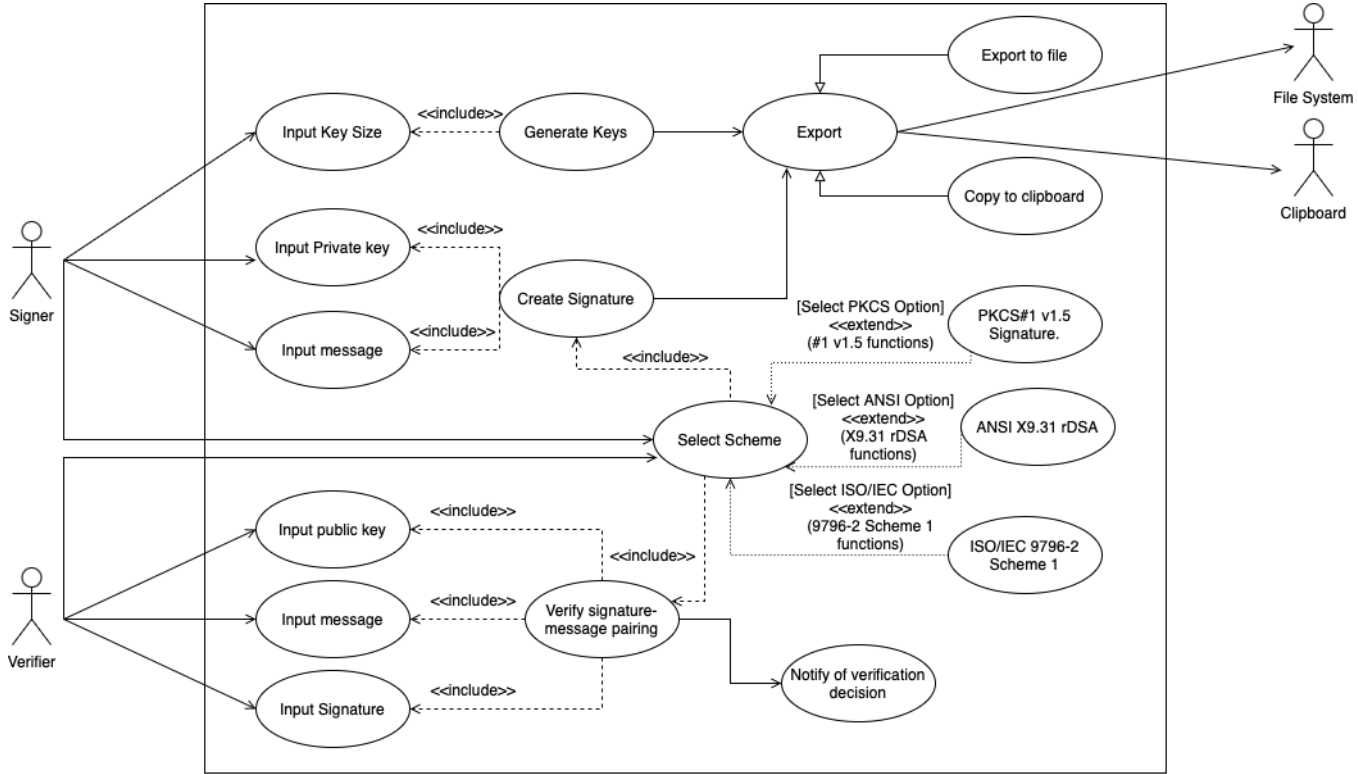 Export to file
File System
<<include>>
Input Key Size
Generate Keys
Export
Copy to clipboard
Clipboard
<<include>>
Input Private key
Signer
Create Signature
[Select PKCS Option]
<<extend>>
(#1 v1.5 functions)
PKCS#1 v1.5
Signature.
<<include>>
Input message
<<include>>
Select Scheme
[Select ANSI Option]
<<extend>>
(X9.31 rDSA
functions)
ANSI X9.31 rDSA
[Select ISO/IEC Option]
<<extend>>
(9796-2 Scheme 1
functions)
ISO/IEC 9796-2
Scheme 1
<<include>>
Input public key
<<include>>
Verifier
Input message
<<include>>
Verify signature-
message pairing
Input Signature
<<include>>
Notify of verification
decision